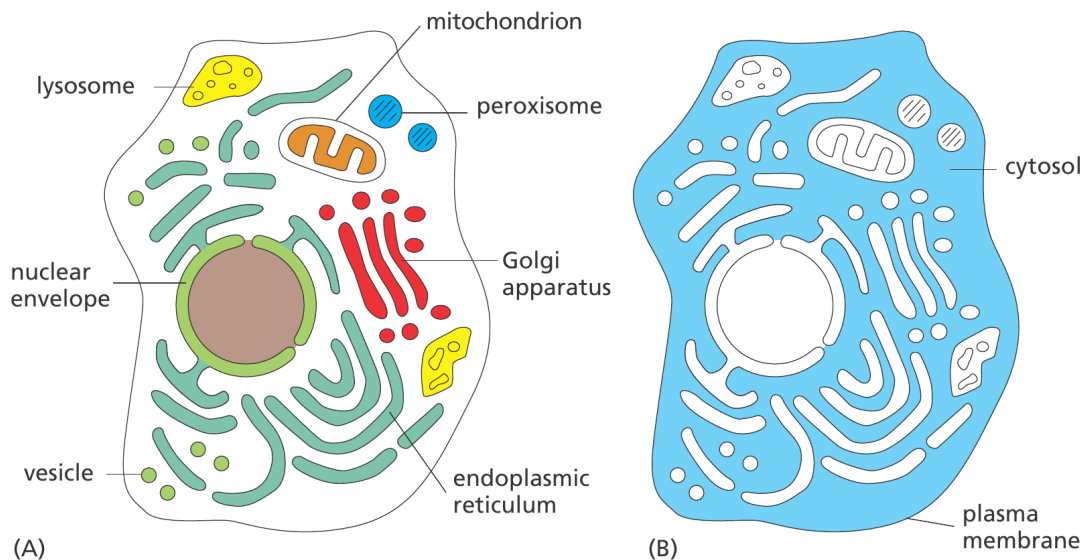 mitochondrion
lysosome
peroxisome
nuclear
envelope
Golgi
apparatus
vesicle
endoplasmic
reticulum
(A)
cytosol
plasma
membrane
(B)